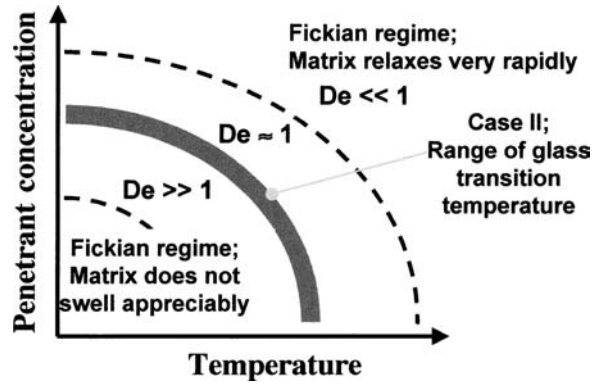 Fickian regime;
Matrix relaxes very rapidly
De << 1
De ≈ 1
Case II;
Range of glass
transition
temperature
De >> 1
Fickian regime;
Matrix does not
swell appreciably
Penetrant concentration
Temperature